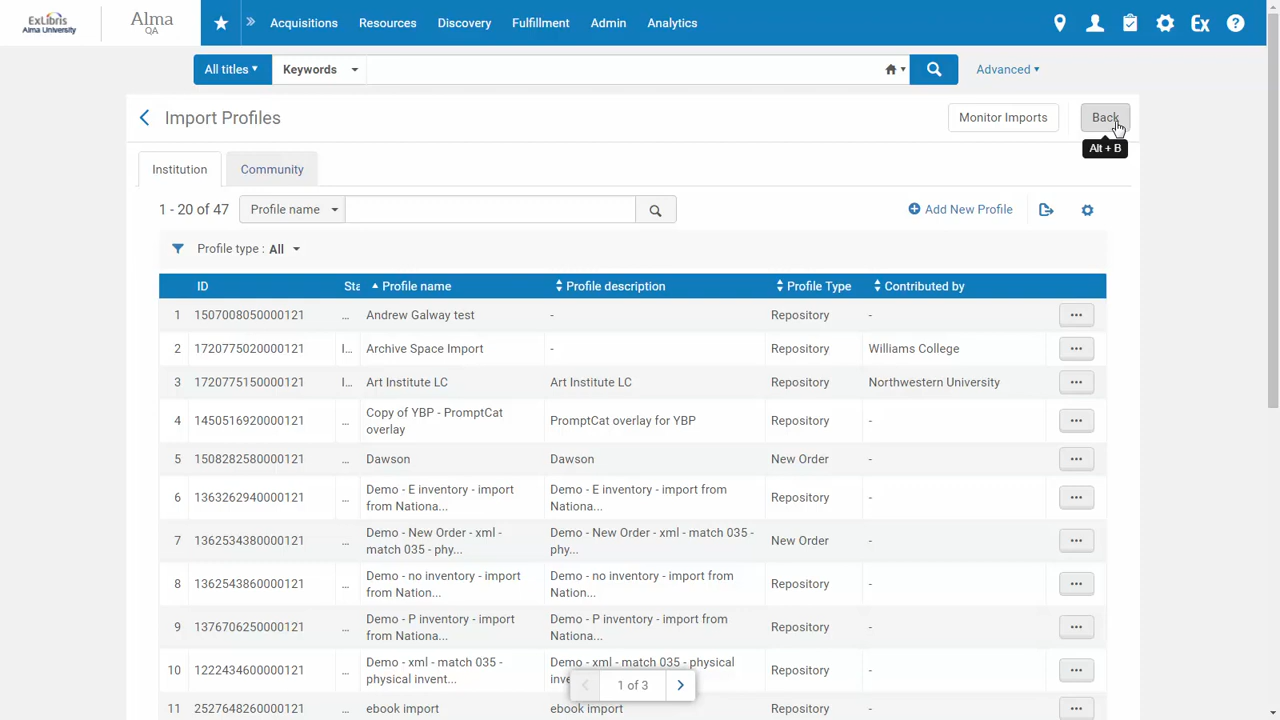 ExLibris
Alma University
Alma
QA
Acquisitions
Resources
Discovery
Fulfillment
Admin
Analytics
Ex
All titles
Keywords
Advanced
Import Profiles
Monitor Imports
Back
Alt + B
Institution
Community
1 - 20 of 47
Profile name
Add New Profile
Profile type : All
ID Sta Profile name Profile description Profile Type Contributed by
1 1507008050000121 ... Andrew Galway test - Repository -
2 1720775020000121 I... Archive Space Import - Repository Williams College
3 1720775150000121 I... Art Institute LC Art Institute LC Repository Northwestern University
4 1450516920000121 ... Copy of YBP - PromptCat
overlay PromptCat overlay for YBP Repository -
5 1508282580000121 ... Dawson Dawson New Order -
6 1363262940000121 ... Demo - E inventory - import
from Nationa... Demo - E inventory - import from
Nationa... Repository -
7 1362534380000121 ... Demo - New Order - xml -
match 035 - phy... Demo - New Order - xml - match 035 -
phy... New Order -
8 1362543860000121 ... Demo - no inventory - import
from Nation... Demo - no inventory - import from
Nation... Repository -
9 1376706250000121 ... Demo - P inventory - import
from Nationa... Demo - P inventory - import from
Nationa... Repository -
10 1222434600000121 ... Demo - xml - match 035 -
physical invent... Demo - xml - match 035 - physical
Repository -
1 of 3
11 2527648260000121 ... ebook import ebook import Repository -